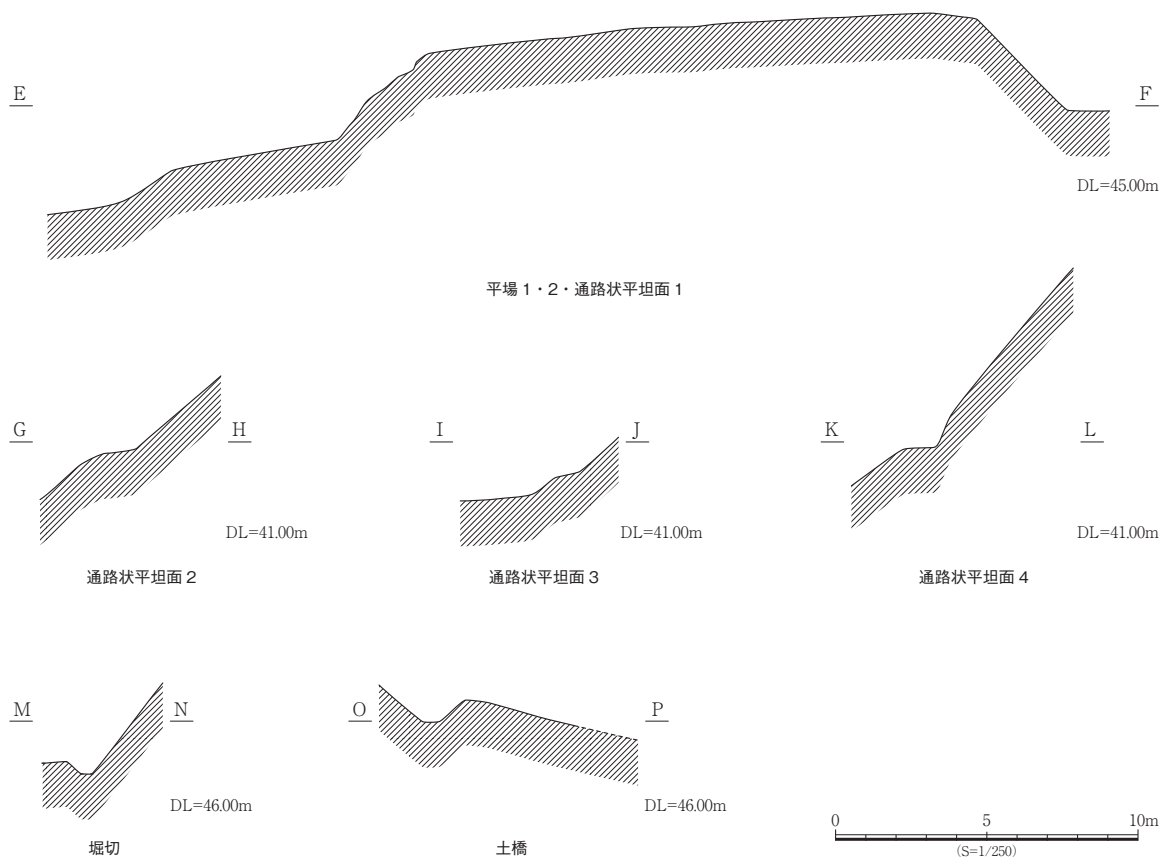 E
F
DL=45.00m
平場1・2・通路状平坦面1
G
H
DL=41.00m
通路状平坦面2
I
J
DL=41.00m
通路状平坦面3
K
L
DL=41.00m
通路状平坦面4
M
N
DL=46.00m
堀切
O
P
DL=46.00m
土橋
0 5 10m
(S=1/250)